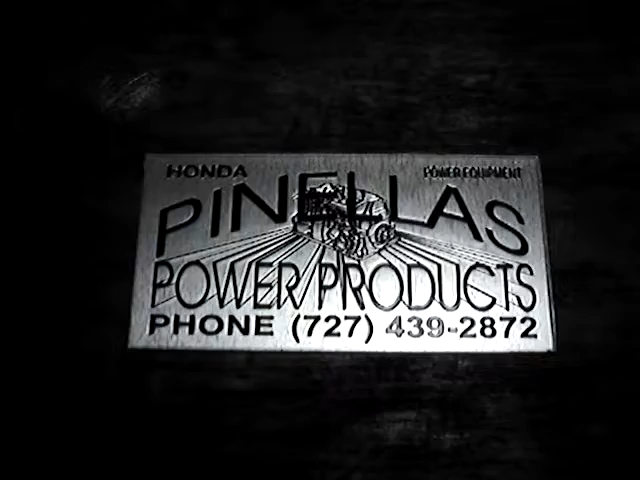 HONDA POWER EQUIPMENT
PINELLAS
POWER PRODUCTS
PHONE (727) 439-2872